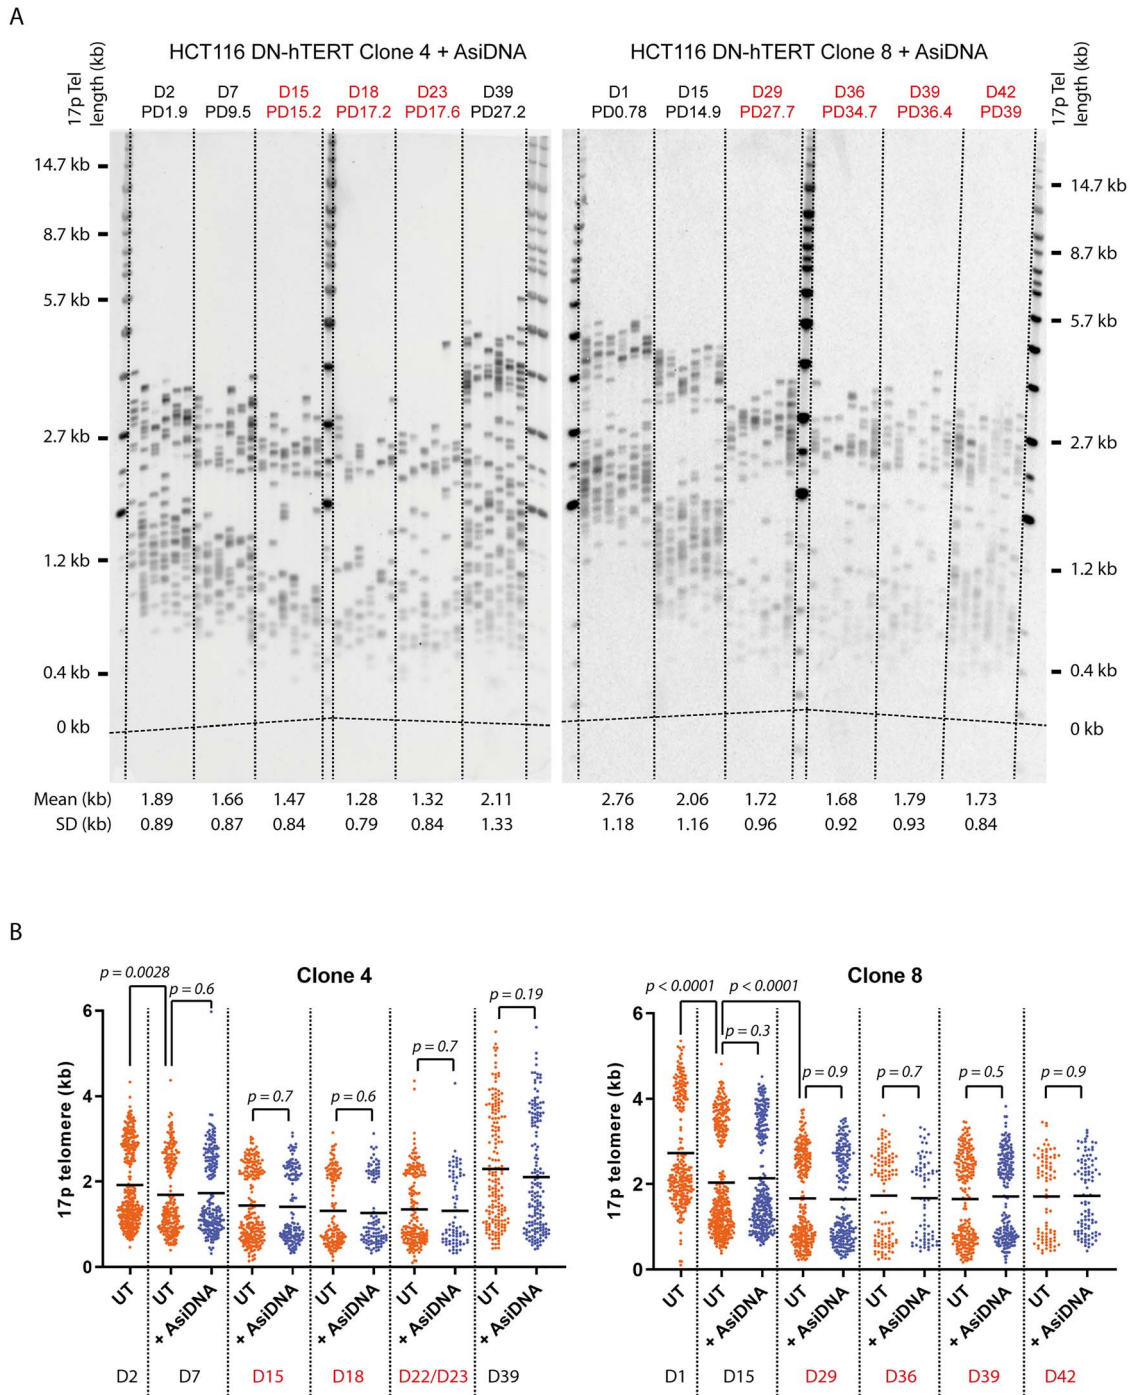 A
HCT116 DN-hTERT Clone 4 + AsiDNA
HCT116 DN-hTERT Clone 8 + AsiDNA
17p Tel
length (kb)
D2 D7 D15 D18 D23 D39
PD1.9 PD9.5 PD15.2 PD17.2 PD17.6 PD27.2
D1 D15 D29 D36 D39 D42
PD0.78 PD14.9 PD27.7 PD34.7 PD36.4 PD39
17p Tel
length (kb)
14.7 kb
8.7 kb
5.7 kb
2.7 kb
1.2 kb
0.4 kb
0 kb
14.7 kb
8.7 kb
5.7 kb
2.7 kb
1.2 kb
0.4 kb
0 kb
Mean (kb) 1.89 1.66 1.47 1.28 1.32 2.11 2.76 2.06 1.72 1.68 1.79 1.73
SD (kb) 0.89 0.87 0.84 0.79 0.84 1.33 1.18 1.16 0.96 0.92 0.93 0.84
B
Clone 4
p = 0.0028
p = 0.6
p = 0.7
p = 0.6
p = 0.7
p = 0.19
17p telomere (kb)
6
4
2
0
UT UT + AsiDNA UT + AsiDNA UT + AsiDNA UT + AsiDNA UT + AsiDNA
D2 D7 D15 D18 D22/D23 D39
Clone 8
p < 0.0001
p < 0.0001
p = 0.3
p = 0.9
p = 0.7
p = 0.5
p = 0.9
17p telomere (kb)
6
4
2
0
UT UT + AsiDNA UT + AsiDNA UT + AsiDNA UT + AsiDNA UT + AsiDNA
D1 D15 D29 D36 D39 D42